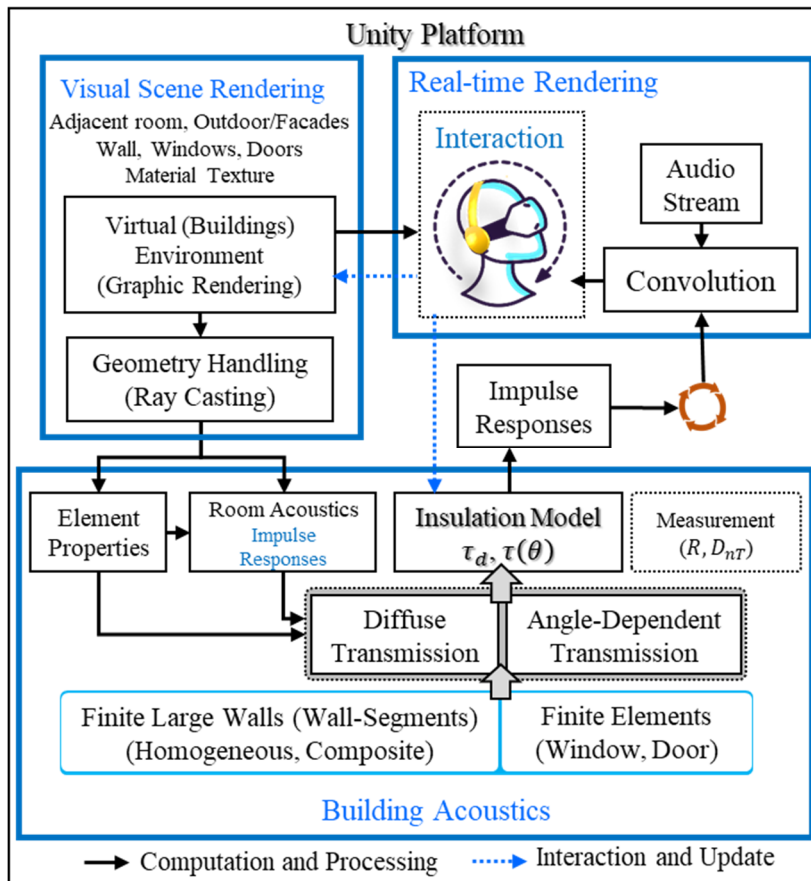 Unity Platform
Visual Scene Rendering
Adjacent room, Outdoor/Facades
Wall, Windows, Doors
Material Texture
Virtual (Buildings)
Environment
(Graphic Rendering)
Geometry Handling
(Ray Casting)
Real-time Rendering
Interaction
Audio
Stream
Convolution
Impulse
Responses
Element
Properties
Room Acoustics
Impulse
Responses
Insulation Model
τ_d, τ(θ)
Measurement
(R, D_{nT})
Diffuse
Transmission
Angle-Dependent
Transmission
Finite Large Walls (Wall-Segments)
(Homogeneous, Composite)
Finite Elements
(Window, Door)
Building Acoustics
Computation and Processing
Interaction and Update